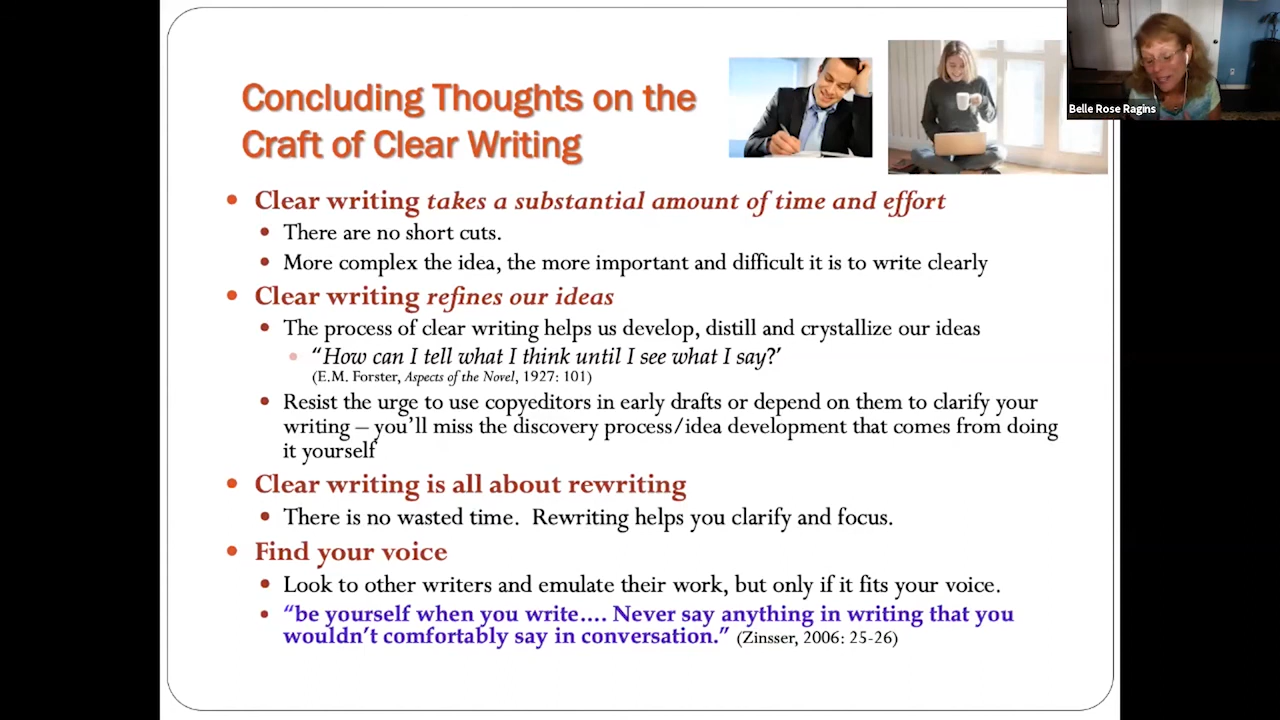 Concluding Thoughts on the
Craft of Clear Writing
Belle Rose Ragins
• Clear writing takes a substantial amount of time and effort
• There are no short cuts.
• More complex the idea, the more important and difficult it is to write clearly
• Clear writing refines our ideas
• The process of clear writing helps us develop, distill and crystallize our ideas
• “How can I tell what I think until I see what I say?’
(E.M. Forster, Aspects of the Novel, 1927: 101)
• Resist the urge to use copyeditors in early drafts or depend on them to clarify your
writing – you’ll miss the discovery process/idea development that comes from doing
it yourself
• Clear writing is all about rewriting
• There is no wasted time. Rewriting helps you clarify and focus.
• Find your voice
• Look to other writers and emulate their work, but only if it fits your voice.
• “be yourself when you write…. Never say anything in writing that you
wouldn’t comfortably say in conversation.” (Zinsser, 2006: 25-26)